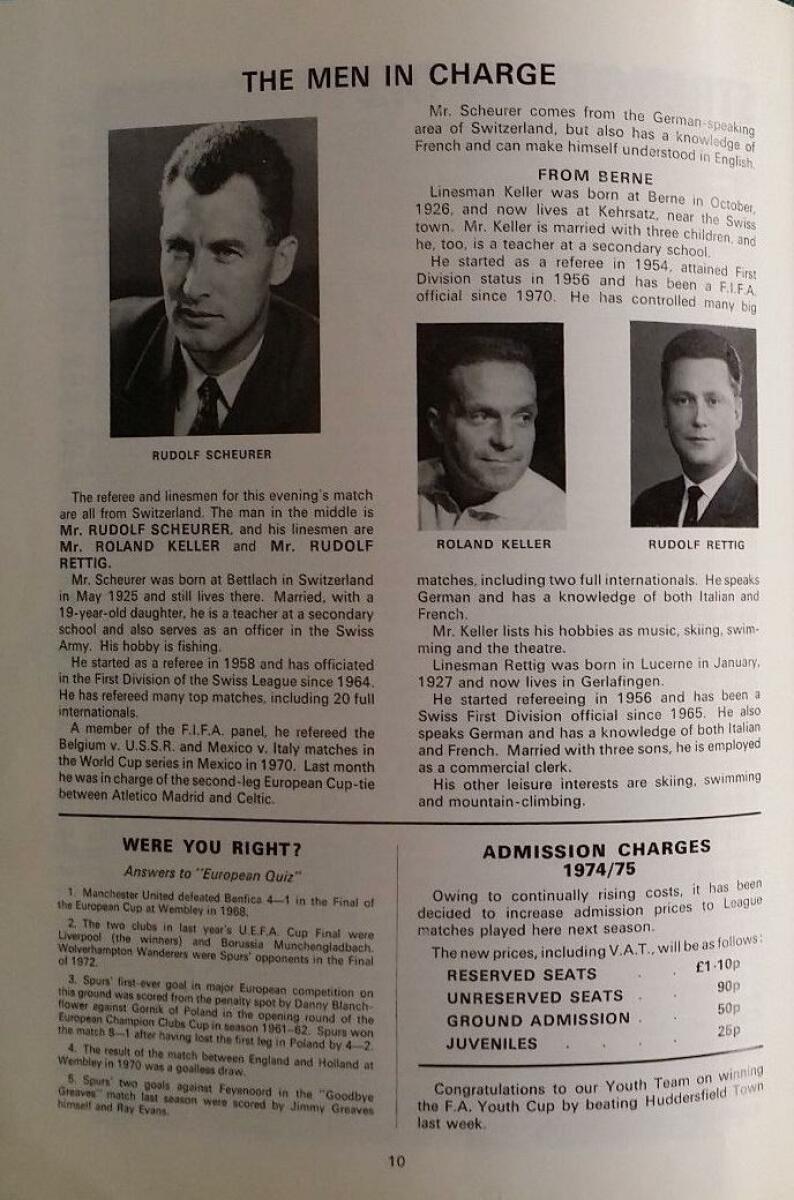 THE MEN IN CHARGE
RUDOLF SCHEURER
The referee and linesmen for this evening's match
are all from Switzerland. The man in the middle is
Mr. RUDOLF SCHEURER, and his linesmen are
Mr. ROLAND KELLER and Mr. RUDOLF
RETTIG.
Mr. Scheurer was born at Bettlach in Switzerland
in May 1925 and still lives there. Married, with a
19-year-old daughter, he is a teacher at a secondary
school and also serves as an officer in the Swiss
Army. His hobby is fishing.
He started as a referee in 1958 and has officiated
in the First Division of the Swiss League since 1964.
He has refereed many top matches, including 20 full
internationals.
A member of the F.I.F.A. panel, he refereed the
Belgium v. U.S.S.R. and Mexico v. Italy matches in
the World Cup series in Mexico in 1970. Last month
he was in charge of the second-leg European Cup-tie
between Atletico Madrid and Celtic.
Mr. Scheurer comes from the German-speaking
area of Switzerland, but also has a knowledge of
French and can make himself understood in English.
FROM BERNE
Linesman Keller was born at Berne in October,
1926, and now lives at Kehrsatz, near the Swiss
town. Mr. Keller is married with three children, and
he, too, is a teacher at a secondary school.
He started as a referee in 1954, attained First
Division status in 1956 and has been a F.I.F.A.
official since 1970. He has controlled many big
ROLAND KELLER
RUDOLF RETTIG
matches, including two full internationals. He speaks
German and has a knowledge of both Italian and
French.
Mr. Keller lists his hobbies as music, skiing, swim-
ming and the theatre.
Linesman Rettig was born in Lucerne in January,
1927 and now lives in Gerlafingen.
He started refereeing in 1956 and has been a
Swiss First Division official since 1965. He also
speaks German and has a knowledge of both Italian
and French. Married with three sons, he is employed
as a commercial clerk.
His other leisure interests are skiing, swimming
and mountain-climbing.
WERE YOU RIGHT?
Answers to "European Quiz"
1. Manchester United defeated Benfica 4—1 in the Final of
the European Cup at Wembley in 1968.
2. The two clubs in last year's U.E.F.A. Cup Final were
Liverpool (the winners) and Borussia Munchengladbach.
Wolverhampton Wanderers were Spurs' opponents in the Final
of 1972.
3. Spurs' first-ever goal in major European competition on
this ground was scored from the penalty spot by Danny Blanch-
flower against Gornik of Poland in the opening round of the
European Champion Clubs Cup in season 1961-62. Spurs won
the match 8—1 after having lost the first leg in Poland by 4—2.
4. The result of the match between England and Holland at
Wembley in 1970 was a goalless draw.
5. Spurs' two goals against Feyenoord in the "Goodbye
Greaves" match last season were scored by Jimmy Greaves
himself and Ray Evans.
ADMISSION CHARGES
1974/75
Owing to continually rising costs, it has been
decided to increase admission prices to League
matches played here next season.
The new prices, including V.A.T., will be as follows:
RESERVED SEATS . . £1·10p
UNRESERVED SEATS . . 90p
GROUND ADMISSION . . 50p
JUVENILES . . . . 25p
Congratulations to our Youth Team on winning
the F.A. Youth Cup by beating Huddersfield Town
last week.
10